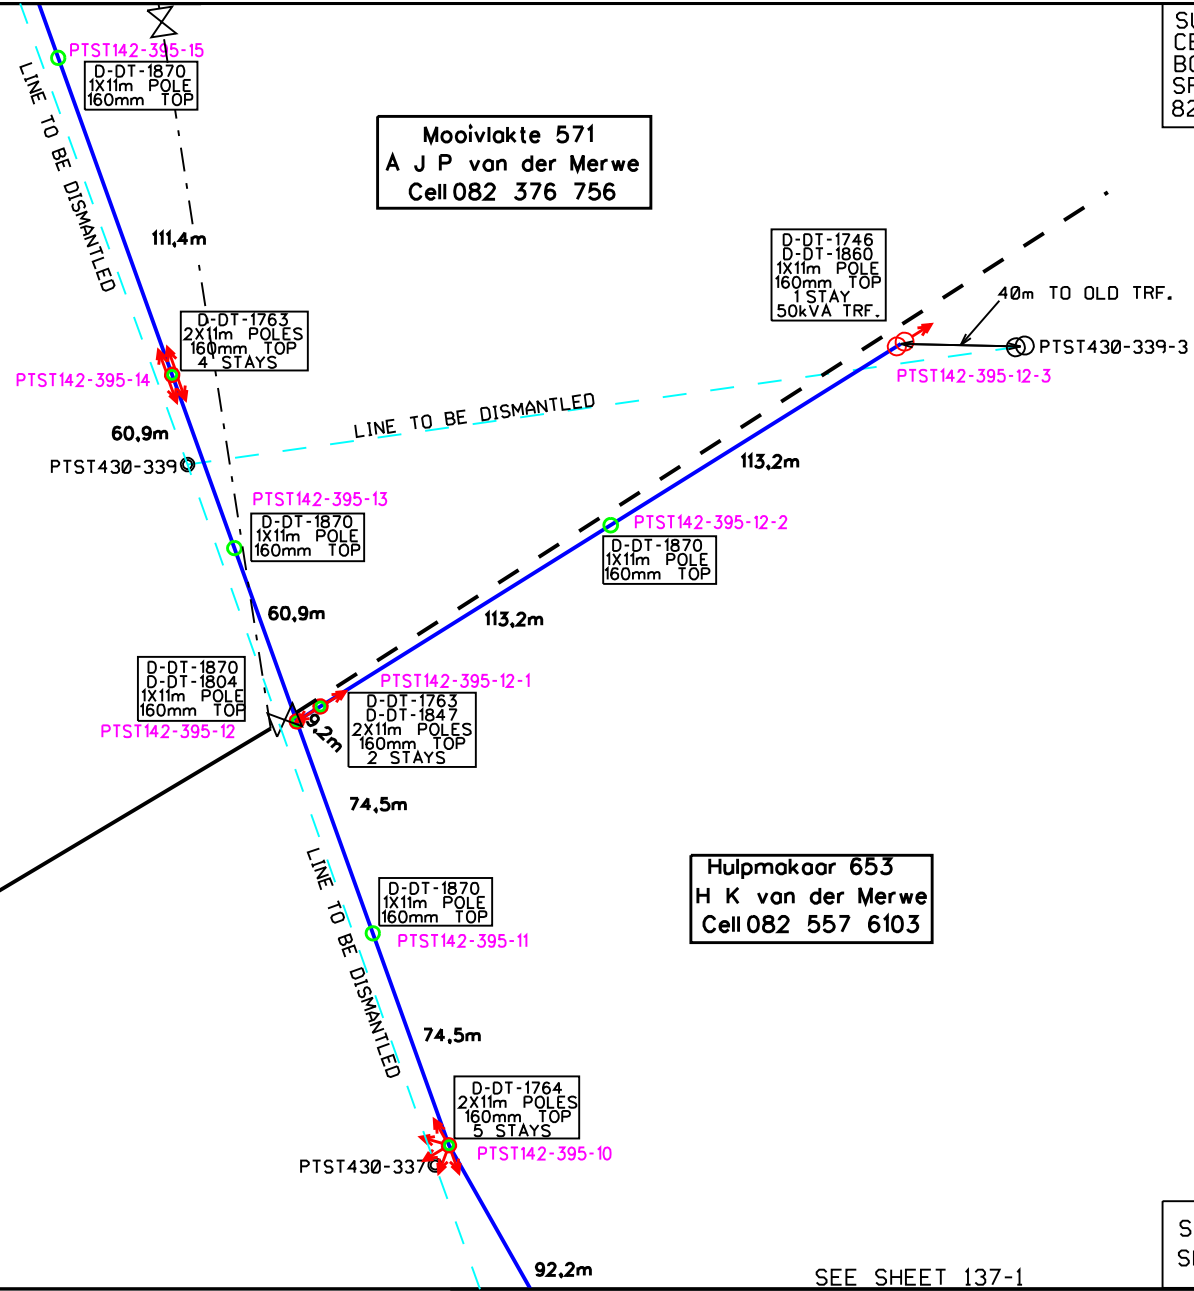 PTST142-395-15
D-DT-1870
1X11m POLE
160mm TOP
LINE TO BE DISMANTLED
Mooivlakte 571
A J P van der Merwe
Cell 082 376 756
111,4m
D-DT-1746
D-DT-1860
1X11m POLE
160mm TOP
1 STAY
50kVA TRF.
40m TO OLD TRF.
PTST430-339-3
PTST142-395-12-3
D-DT-1763
2X11m POLES
160mm TOP
4 STAYS
PTST142-395-14
60,9m
LINE TO BE DISMANTLED
PTST430-339
113,2m
PTST142-395-13
D-DT-1870
1X11m POLE
160mm TOP
PTST142-395-12-2
D-DT-1870
1X11m POLE
160mm TOP
60,9m
113,2m
D-DT-1870
D-DT-1804
1X11m POLE
160mm TOP
PTST142-395-12
PTST142-395-12-1
D-DT-1763
D-DT-1847
2X11m POLES
160mm TOP
2 STAYS
9,2m
74,5m
LINE TO BE DISMANTLED
D-DT-1870
1X11m POLE
160mm TOP
PTST142-395-11
Hulpmakaar 653
H K van der Merwe
Cell 082 557 6103
74,5m
D-DT-1764
2X11m POLES
160mm TOP
5 STAYS
PTST142-395-10
PTST430-337
92,2m
SEE SHEET 137-1